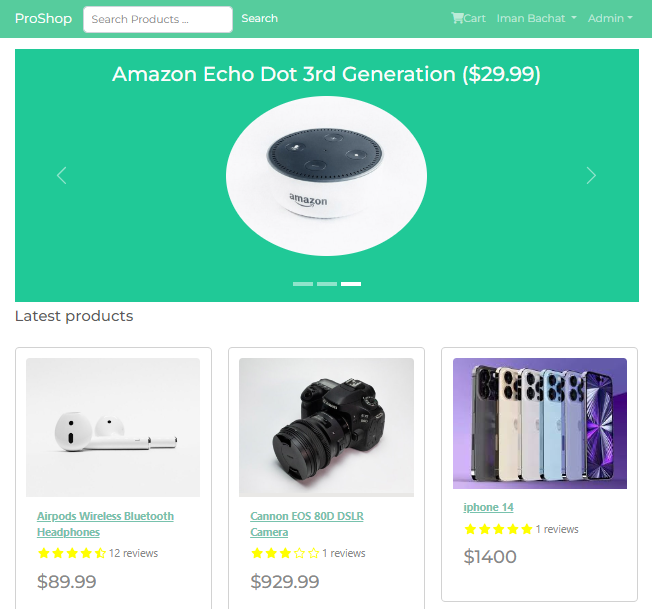 ProShop Search Products ... Search Cart Iman Bachat Admin
Amazon Echo Dot 3rd Generation ($29.99)
amazon
Latest products
Airpods Wireless Bluetooth
Headphones
12 reviews
$89.99
Cannon EOS 80D DSLR
Camera
1 reviews
$929.99
iphone 14
1 reviews
$1400